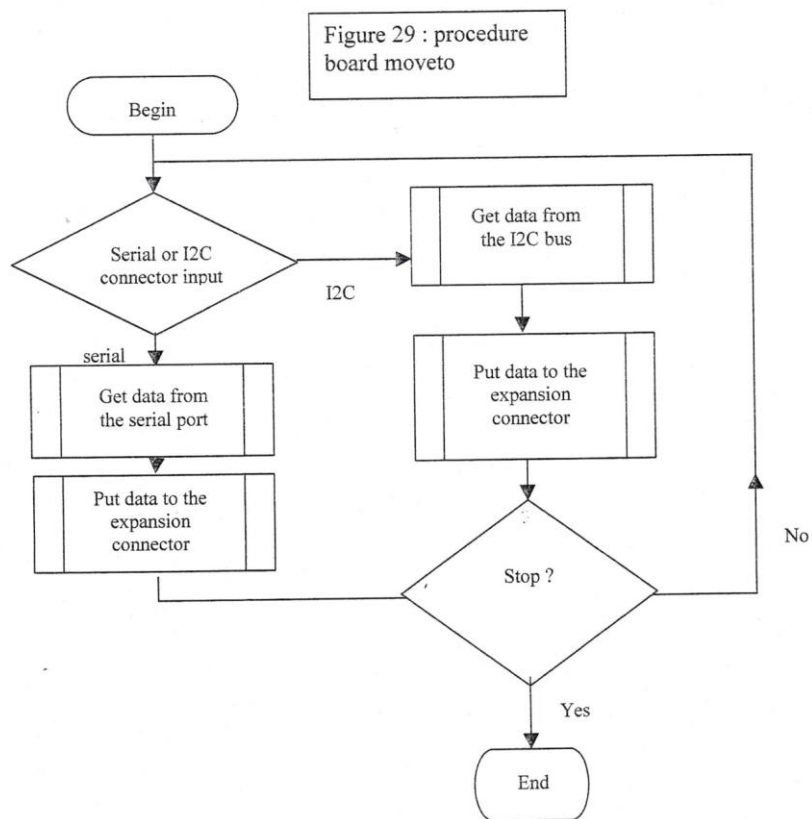 Figure 29 : procedure
board moveto
Begin
Serial or I2C
connector input
I2C
serial
Get data from
the serial port
Put data to the
expansion
connector
Get data from
the I2C bus
Put data to the
expansion
connector
Stop ?
No
Yes
End